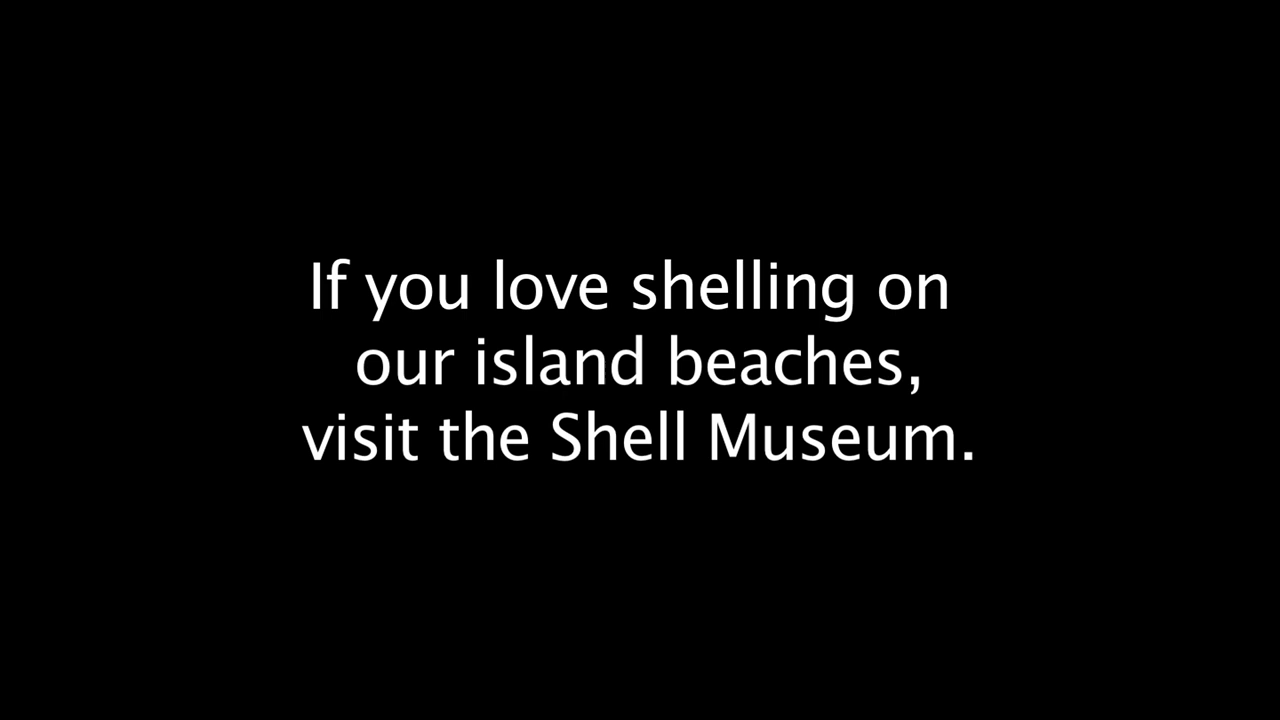 If you love shelling on
our island beaches,
visit the Shell Museum.